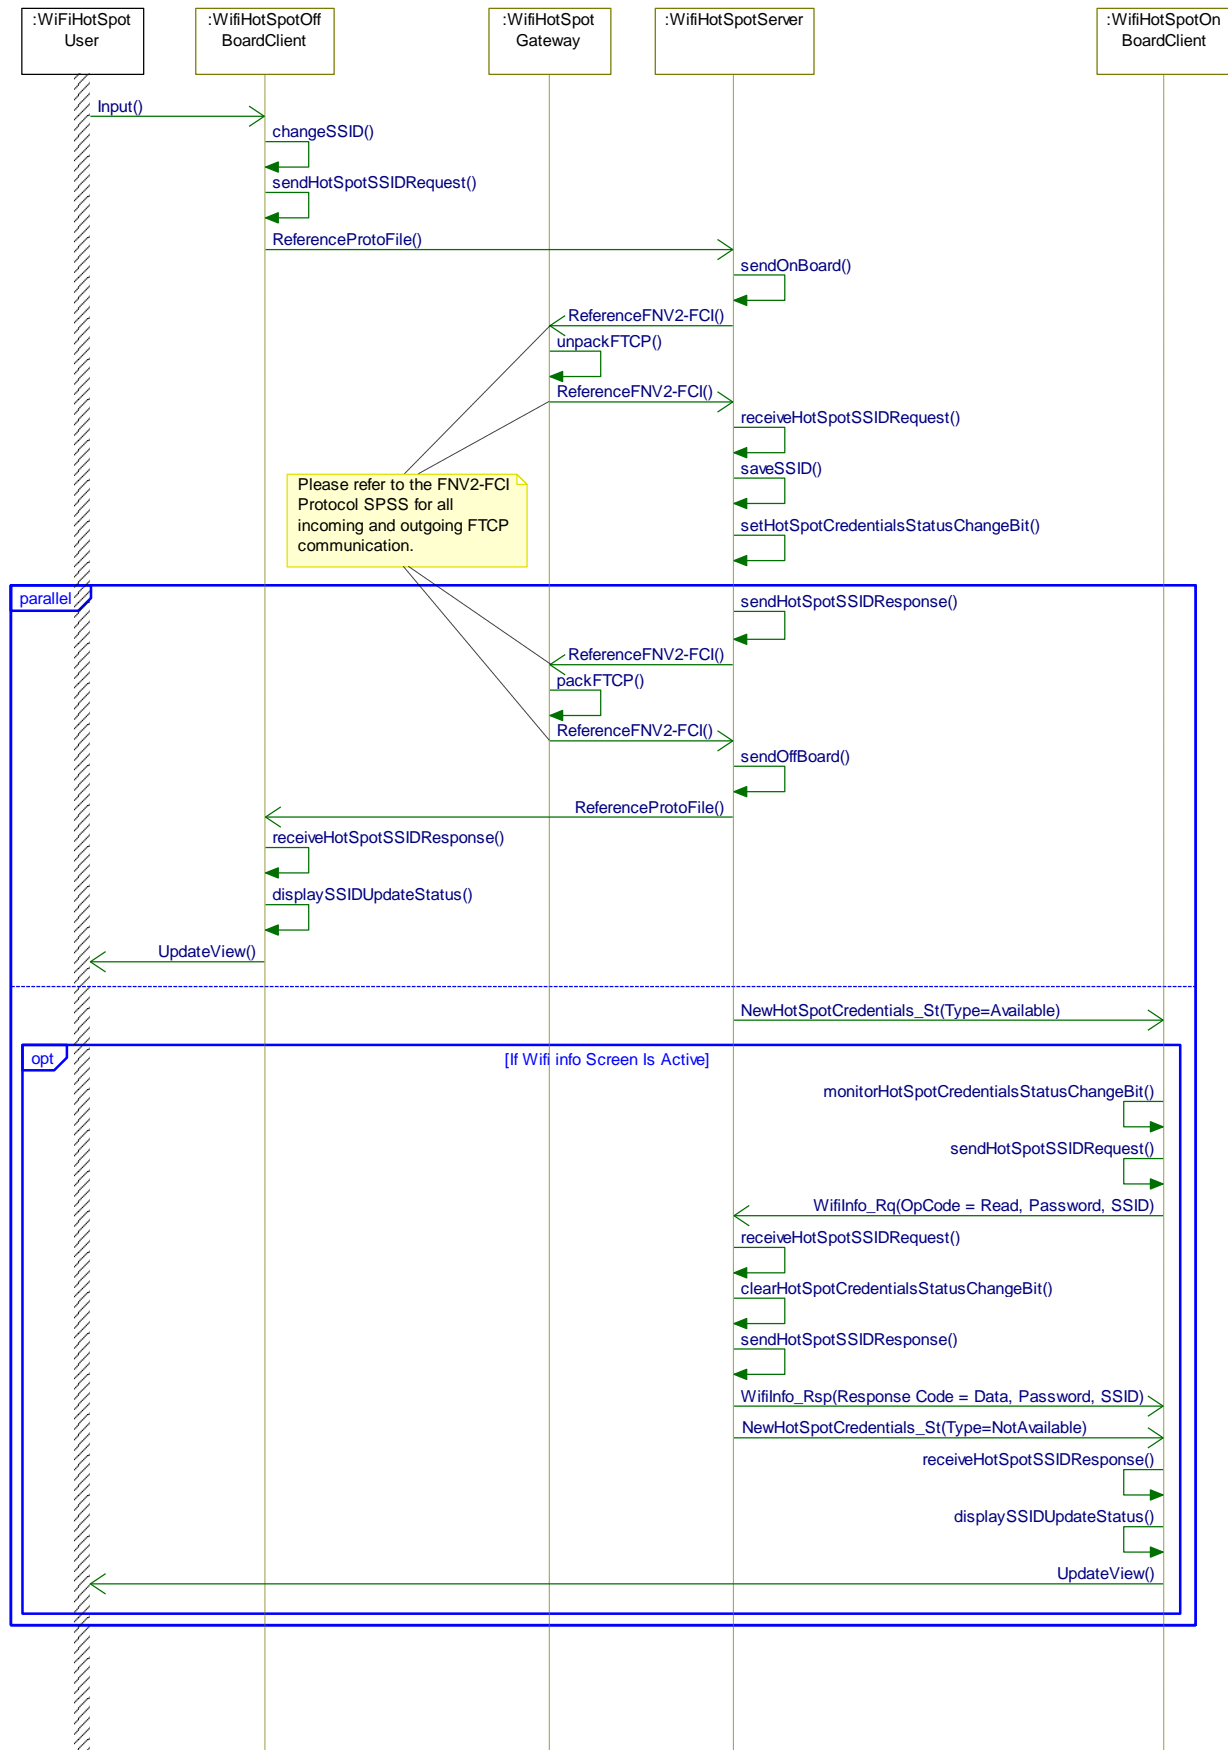 :WiFiHotSpot
User
:WifiHotSpotOff
BoardClient
:WifiHotSpot
Gateway
:WifiHotSpotServer
:WifiHotSpotOn
BoardClient
Input()
changeSSID()
sendHotSpotSSIDRequest()
ReferenceProtoFile()
sendOnBoard()
ReferenceFNV2-FCI()
unpackFTCP()
ReferenceFNV2-FCI()
receiveHotSpotSSIDRequest()
saveSSID()
Please refer to the FNV2-FCI
Protocol SPSS for all
incoming and outgoing FTCP
communication.
setHotSpotCredentialsStatusChangeBit()
parallel
sendHotSpotSSIDResponse()
ReferenceFNV2-FCI()
packFTCP()
ReferenceFNV2-FCI()
sendOffBoard()
ReferenceProtoFile()
receiveHotSpotSSIDResponse()
displaySSIDUpdateStatus()
UpdateView()
NewHotSpotCredentials_St(Type=Available)
opt
[If Wifi info Screen Is Active]
monitorHotSpotCredentialsStatusChangeBit()
sendHotSpotSSIDRequest()
WifiInfo_Rq(OpCode = Read, Password, SSID)
receiveHotSpotSSIDRequest()
clearHotSpotCredentialsStatusChangeBit()
sendHotSpotSSIDResponse()
WifiInfo_Rsp(Response Code = Data, Password, SSID)
NewHotSpotCredentials_St(Type=NotAvailable)
receiveHotSpotSSIDResponse()
displaySSIDUpdateStatus()
UpdateView()